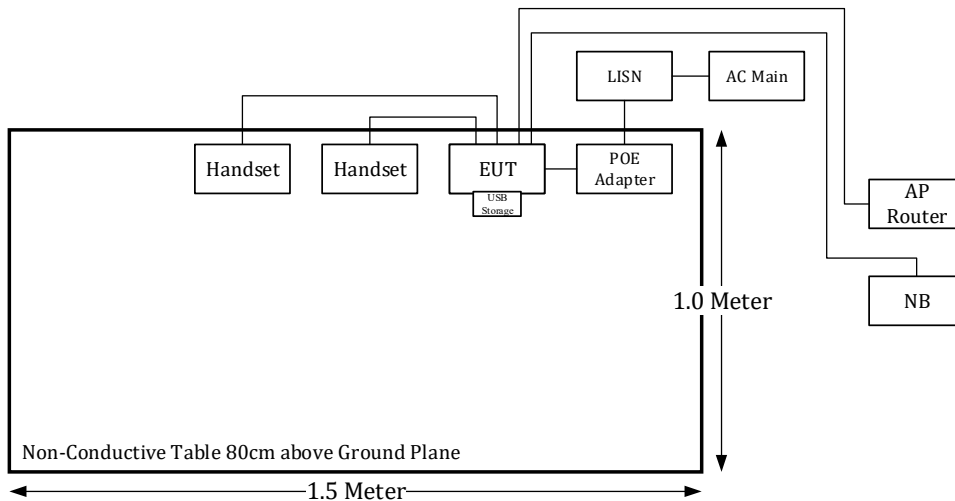 LISN
AC Main
Handset
Handset
EUT
POE
Adapter
USB
Storage
AP
Router
NB
1.0 Meter
Non-Conductive Table 80cm above Ground Plane
1.5 Meter